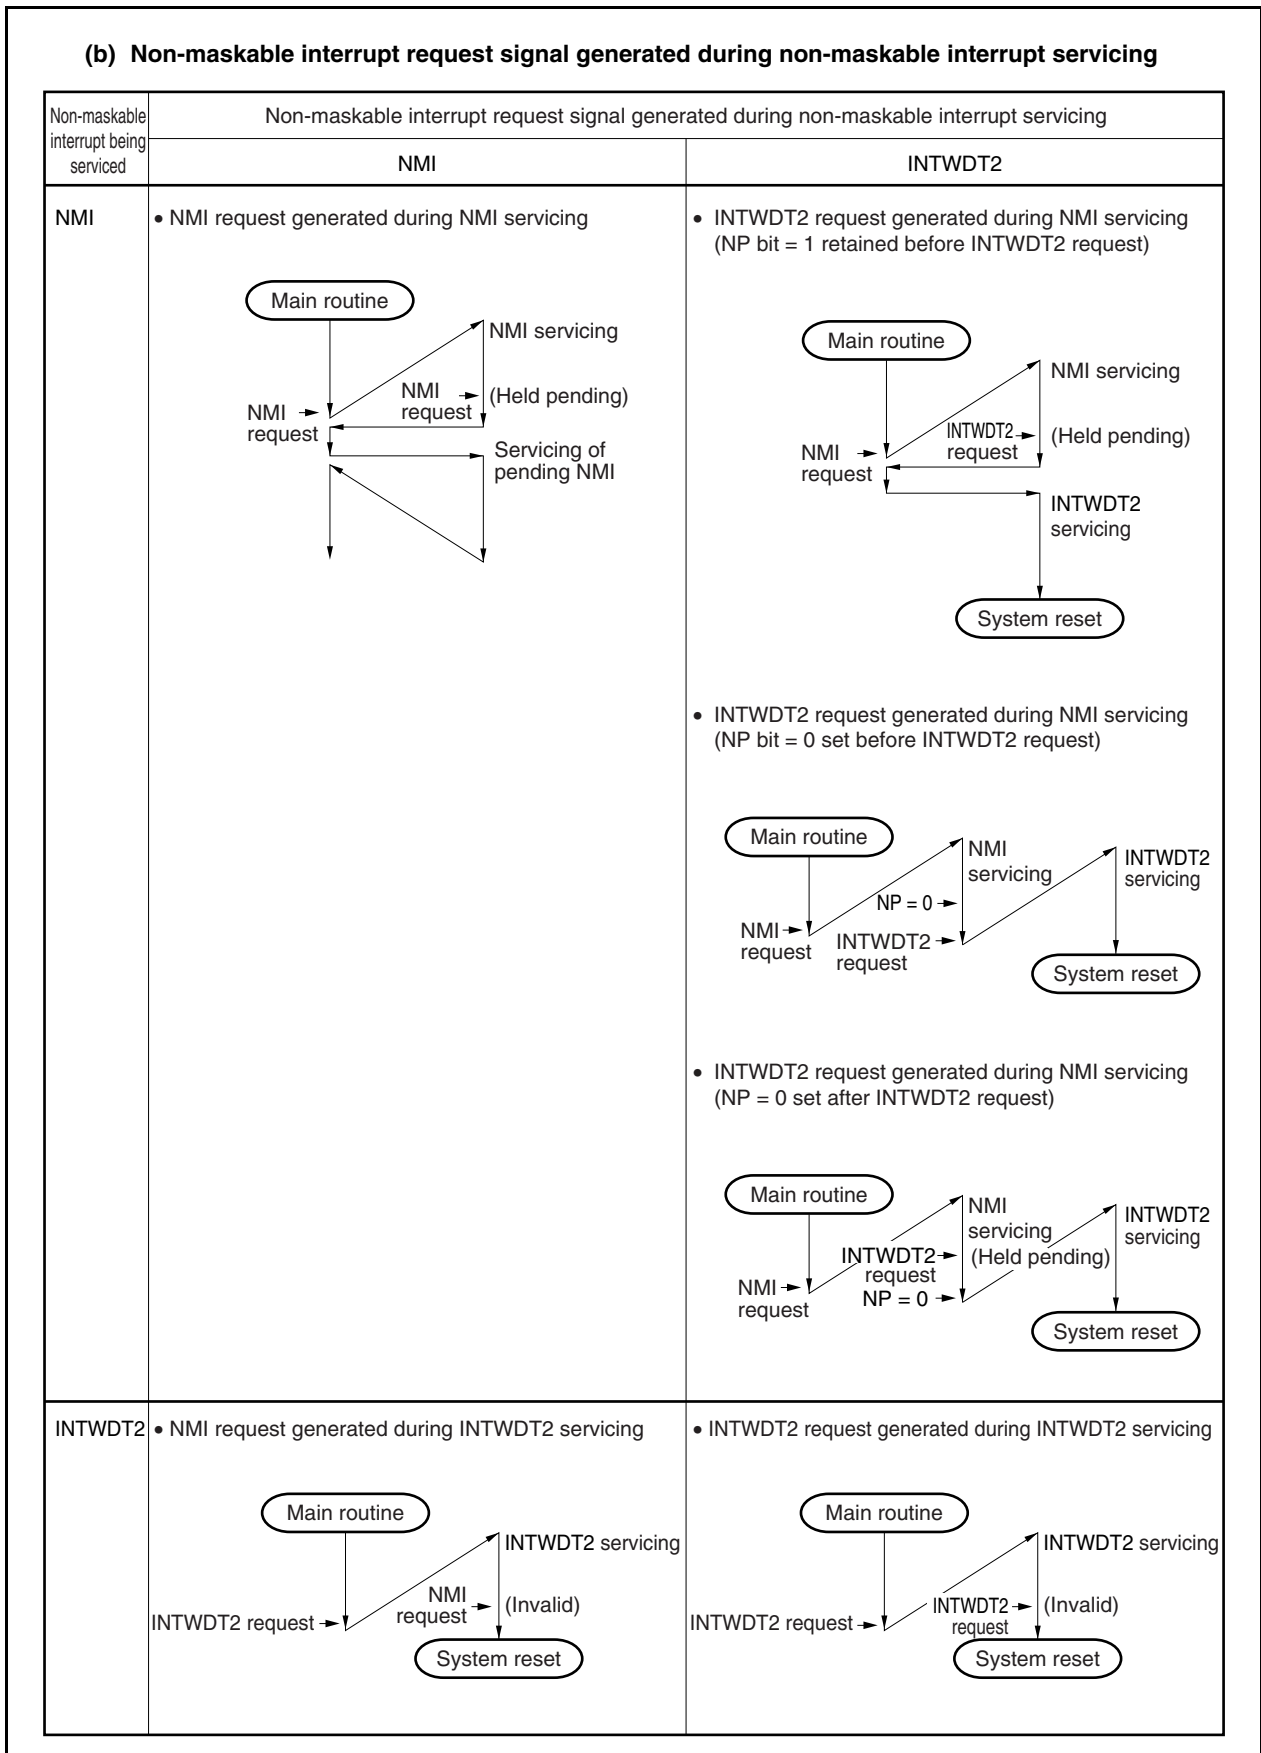 (b) Non-maskable interrupt request signal generated during non-maskable interrupt servicing
Non-maskable
interrupt being
serviced
Non-maskable interrupt request signal generated during non-maskable interrupt servicing
NMI
INTWDT2
NMI
• NMI request generated during NMI servicing
Main routine
NMI servicing
NMI
request
(Held pending)
NMI
request
Servicing of
pending NMI
• INTWDT2 request generated during NMI servicing
(NP bit = 1 retained before INTWDT2 request)
Main routine
NMI servicing
INTWDT2
request
(Held pending)
NMI
request
INTWDT2
servicing
System reset
• INTWDT2 request generated during NMI servicing
(NP bit = 0 set before INTWDT2 request)
Main routine
NMI
servicing
INTWDT2
servicing
NP = 0
NMI
request
INTWDT2
request
System reset
• INTWDT2 request generated during NMI servicing
(NP = 0 set after INTWDT2 request)
Main routine
NMI
servicing
INTWDT2
servicing
INTWDT2
request
(Held pending)
NMI
request
NP = 0
System reset
INTWDT2
• NMI request generated during INTWDT2 servicing
Main routine
INTWDT2 servicing
NMI
request
(Invalid)
INTWDT2 request
System reset
• INTWDT2 request generated during INTWDT2 servicing
Main routine
INTWDT2 servicing
INTWDT2
request
(Invalid)
INTWDT2 request
System reset